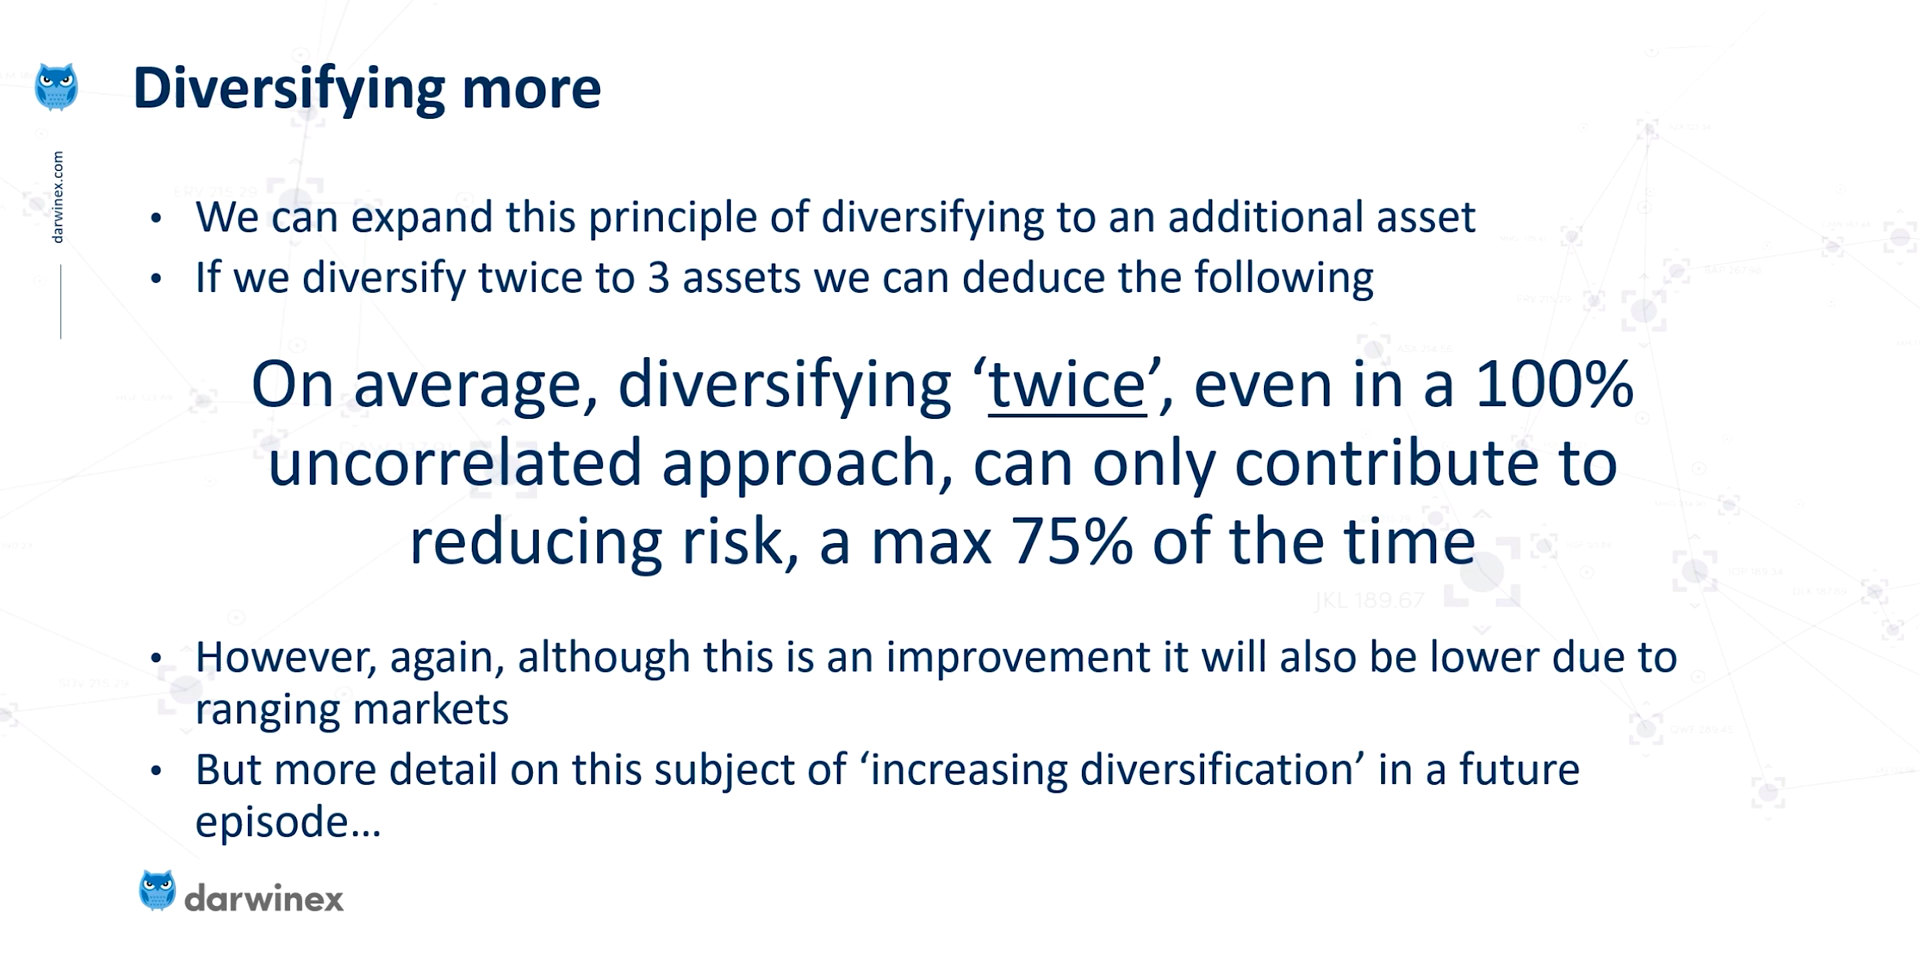 Diversifying more
darwinex.com
• We can expand this principle of diversifying to an additional asset
• If we diversify twice to 3 assets we can deduce the following
On average, diversifying ‘twice’, even in a 100%
uncorrelated approach, can only contribute to
reducing risk, a max 75% of the time
JKL 189.67
• However, again, although this is an improvement it will also be lower due to
ranging markets
• But more detail on this subject of ‘increasing diversification’ in a future
episode...
darwinex